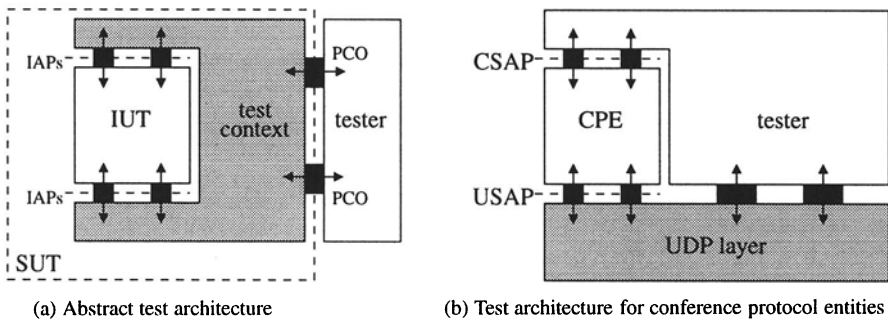 IAPs
IUT
IAPs
test
context
PCO
tester
PCO
SUT
(a) Abstract test architecture
CSAP
CPE
tester
USAP
UDP layer
(b) Test architecture for conference protocol entities